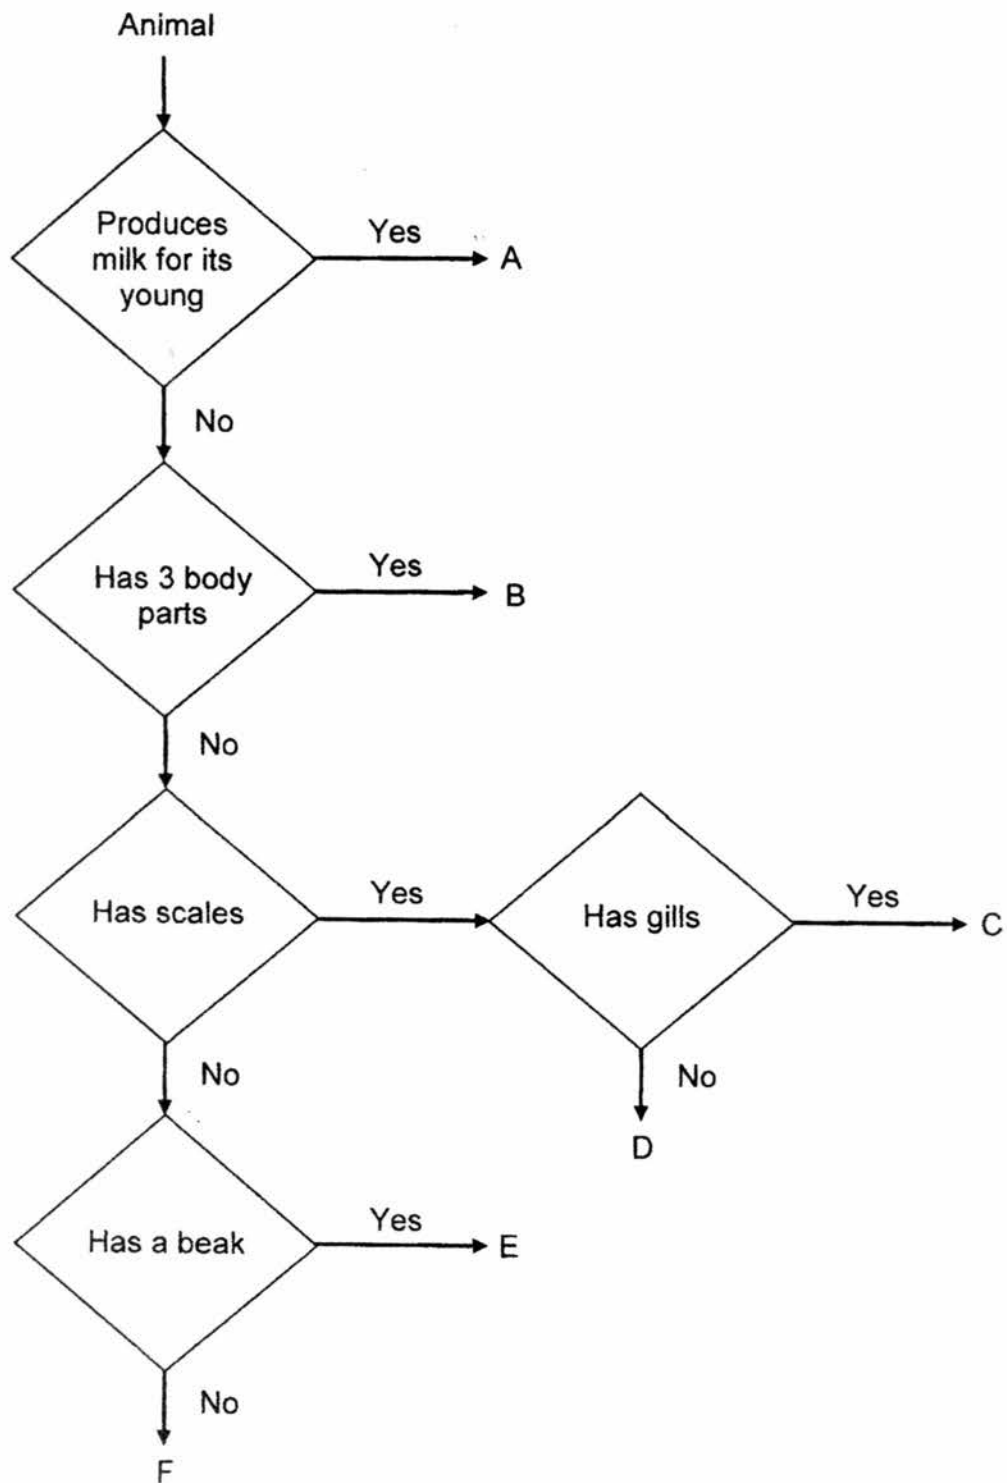 Animal
Produces
milk for its
young
Yes
A
No
Has 3 body
parts
Yes
B
No
Has scales
Yes
Has gills
Yes
C
No
No
D
Has a beak
Yes
E
No
F